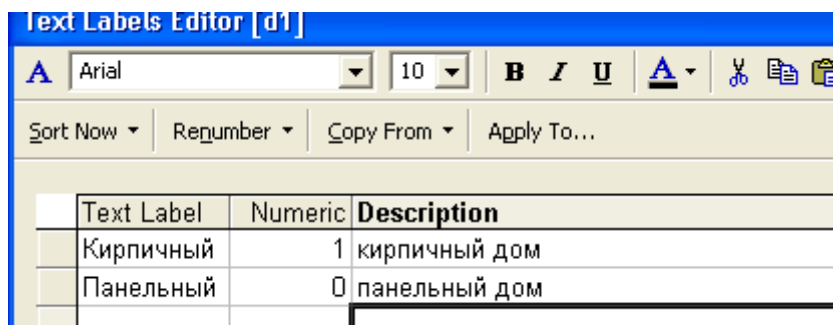 Text Labels Editor [d1]
A Arial 10 B I U A
Sort Now Renumber Copy From Apply To...
Text Label Numeric Description
Кирпичный 1 кирпичный дом
Панельный 0 панельный дом